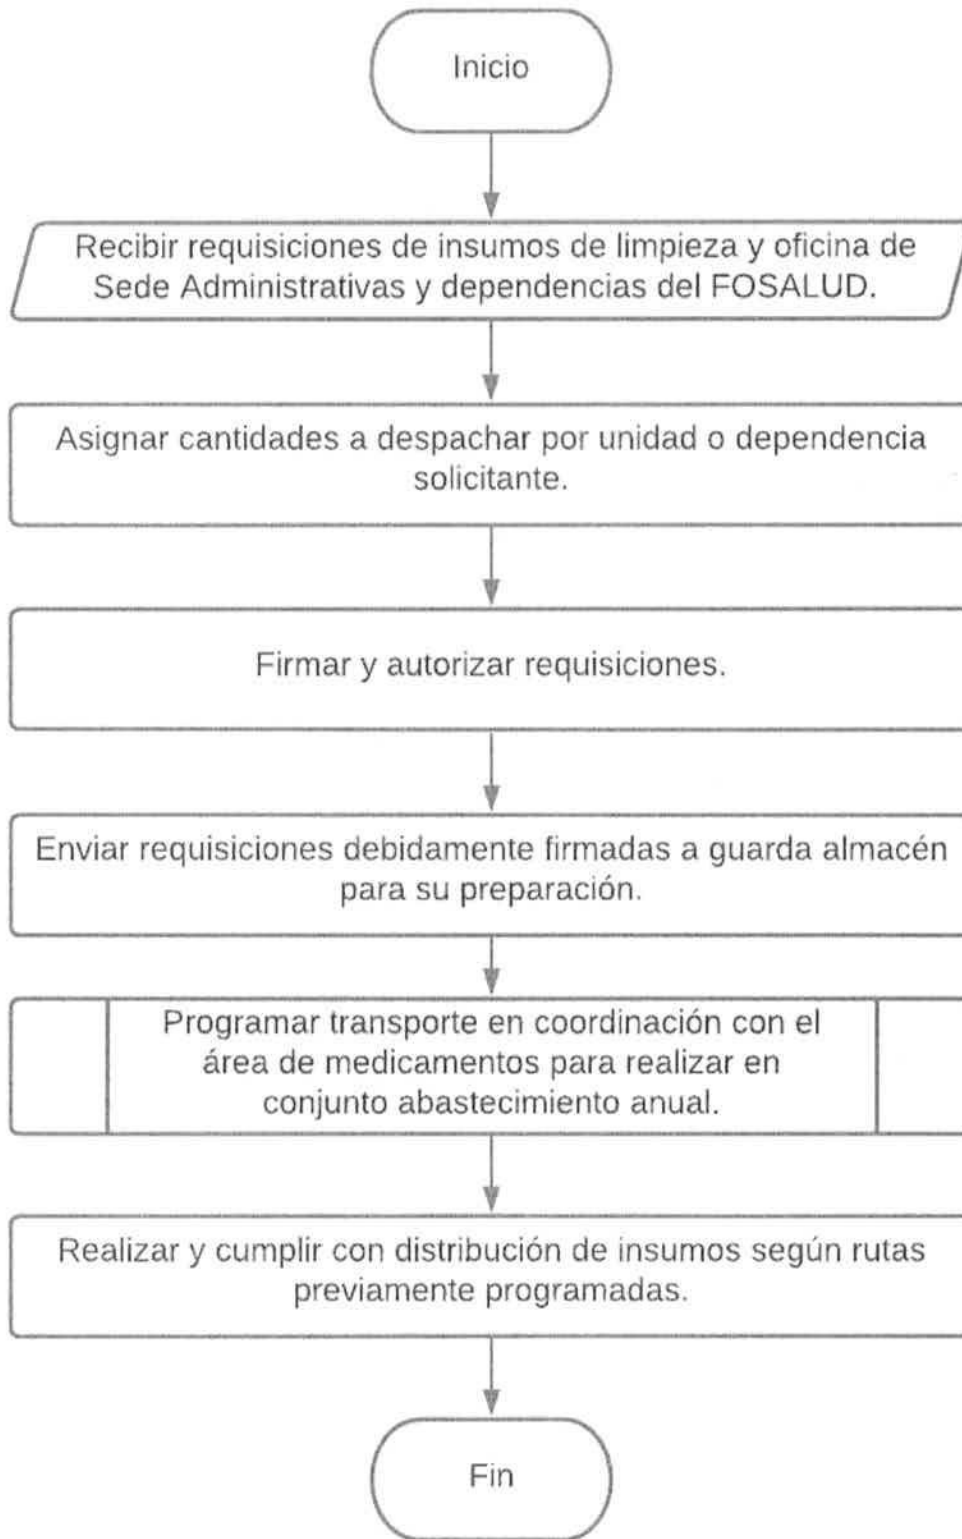 Inicio
Recibir requisiciones de insumos de limpieza y oficina de
Sede Administrativas y dependencias del FOSALUD.
Asignar cantidades a despachar por unidad o dependencia
solicitante.
Firmar y autorizar requisiciones.
Enviar requisiciones debidamente firmadas a guarda almacén
para su preparación.
Programar transporte en coordinación con el
área de medicamentos para realizar en
conjunto abastecimiento anual.
Realizar y cumplir con distribución de insumos según rutas
previamente programadas.
Fin